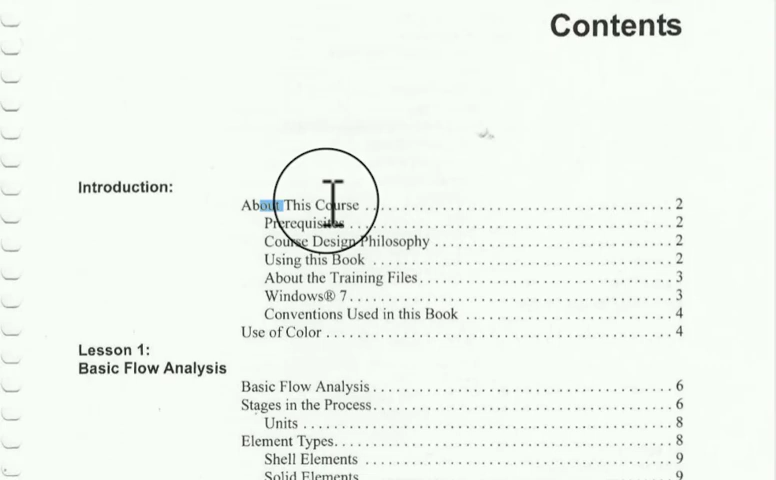 Contents
Introduction:
About This Course . . . . . . . . . . . . . . . . . . . . . . . . . . . . . . . . . . . . 2
Prerequisites . . . . . . . . . . . . . . . . . . . . . . . . . . . . . . . . . . . . . . 2
Course Design Philosophy . . . . . . . . . . . . . . . . . . . . . . . . . . . 2
Using this Book . . . . . . . . . . . . . . . . . . . . . . . . . . . . . . . . . . . 2
About the Training Files . . . . . . . . . . . . . . . . . . . . . . . . . . . . . 3
Windows® 7 . . . . . . . . . . . . . . . . . . . . . . . . . . . . . . . . . . . . . 3
Conventions Used in this Book . . . . . . . . . . . . . . . . . . . . . . . 4
Use of Color . . . . . . . . . . . . . . . . . . . . . . . . . . . . . . . . . . . . . . . 4
Lesson 1:
Basic Flow Analysis
Basic Flow Analysis . . . . . . . . . . . . . . . . . . . . . . . . . . . . . . . . . . 6
Stages in the Process . . . . . . . . . . . . . . . . . . . . . . . . . . . . . . . . . . 6
Units . . . . . . . . . . . . . . . . . . . . . . . . . . . . . . . . . . . . . . . . . . 8
Element Types . . . . . . . . . . . . . . . . . . . . . . . . . . . . . . . . . . . . . . 8
Shell Elements . . . . . . . . . . . . . . . . . . . . . . . . . . . . . . . . . . . 9
Solid Elements . . . . . . . . . . . . . . . . . . . . . . . . . . . . . . . . . . . 9